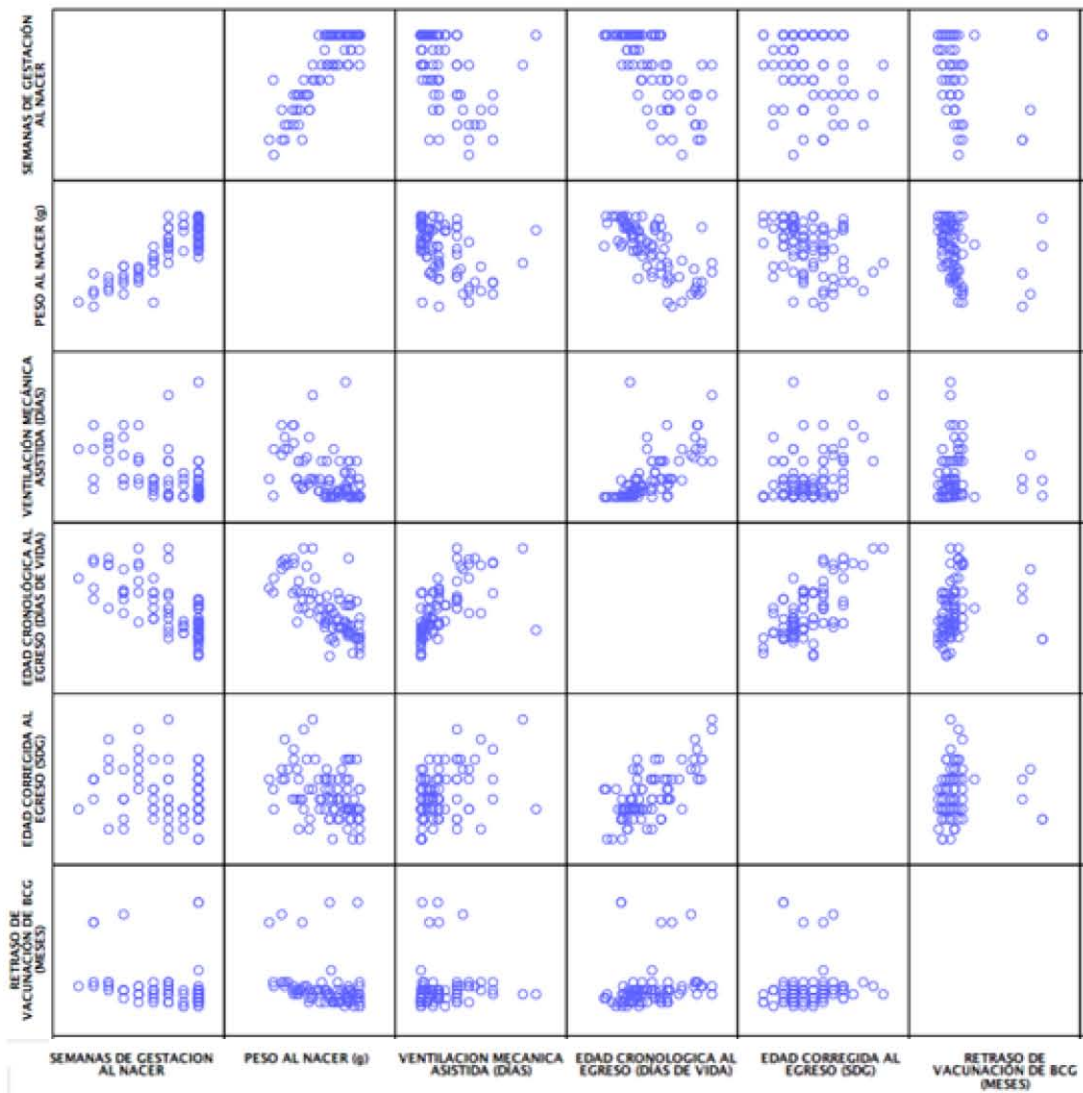 SEMANAS DE GESTACIÓN
AL NACER
PESO AL NACER (g)
VENTILACIÓN MECÁNICA
ASISTIDA (DÍAS)
EDAD CRONOLÓGICA AL
EGRESO (DÍAS DE VIDA)
EDAD CORREGIDA AL
EGRESO (SDG)
RETRASO DE
VACUNACIÓN DE BCG
(MESES)
SEMANAS DE GESTACION
AL NACER
PESO AL NACER (g)
VENTILACION MECANICA
ASISTIDA (DIAS)
EDAD CRONOLOGICA AL
EGRESO (DÍAS DE VIDA)
EDAD CORREGIDA AL
EGRESO (SDG)
RETRASO DE
VACUNACIÓN DE BCG
(MESES)